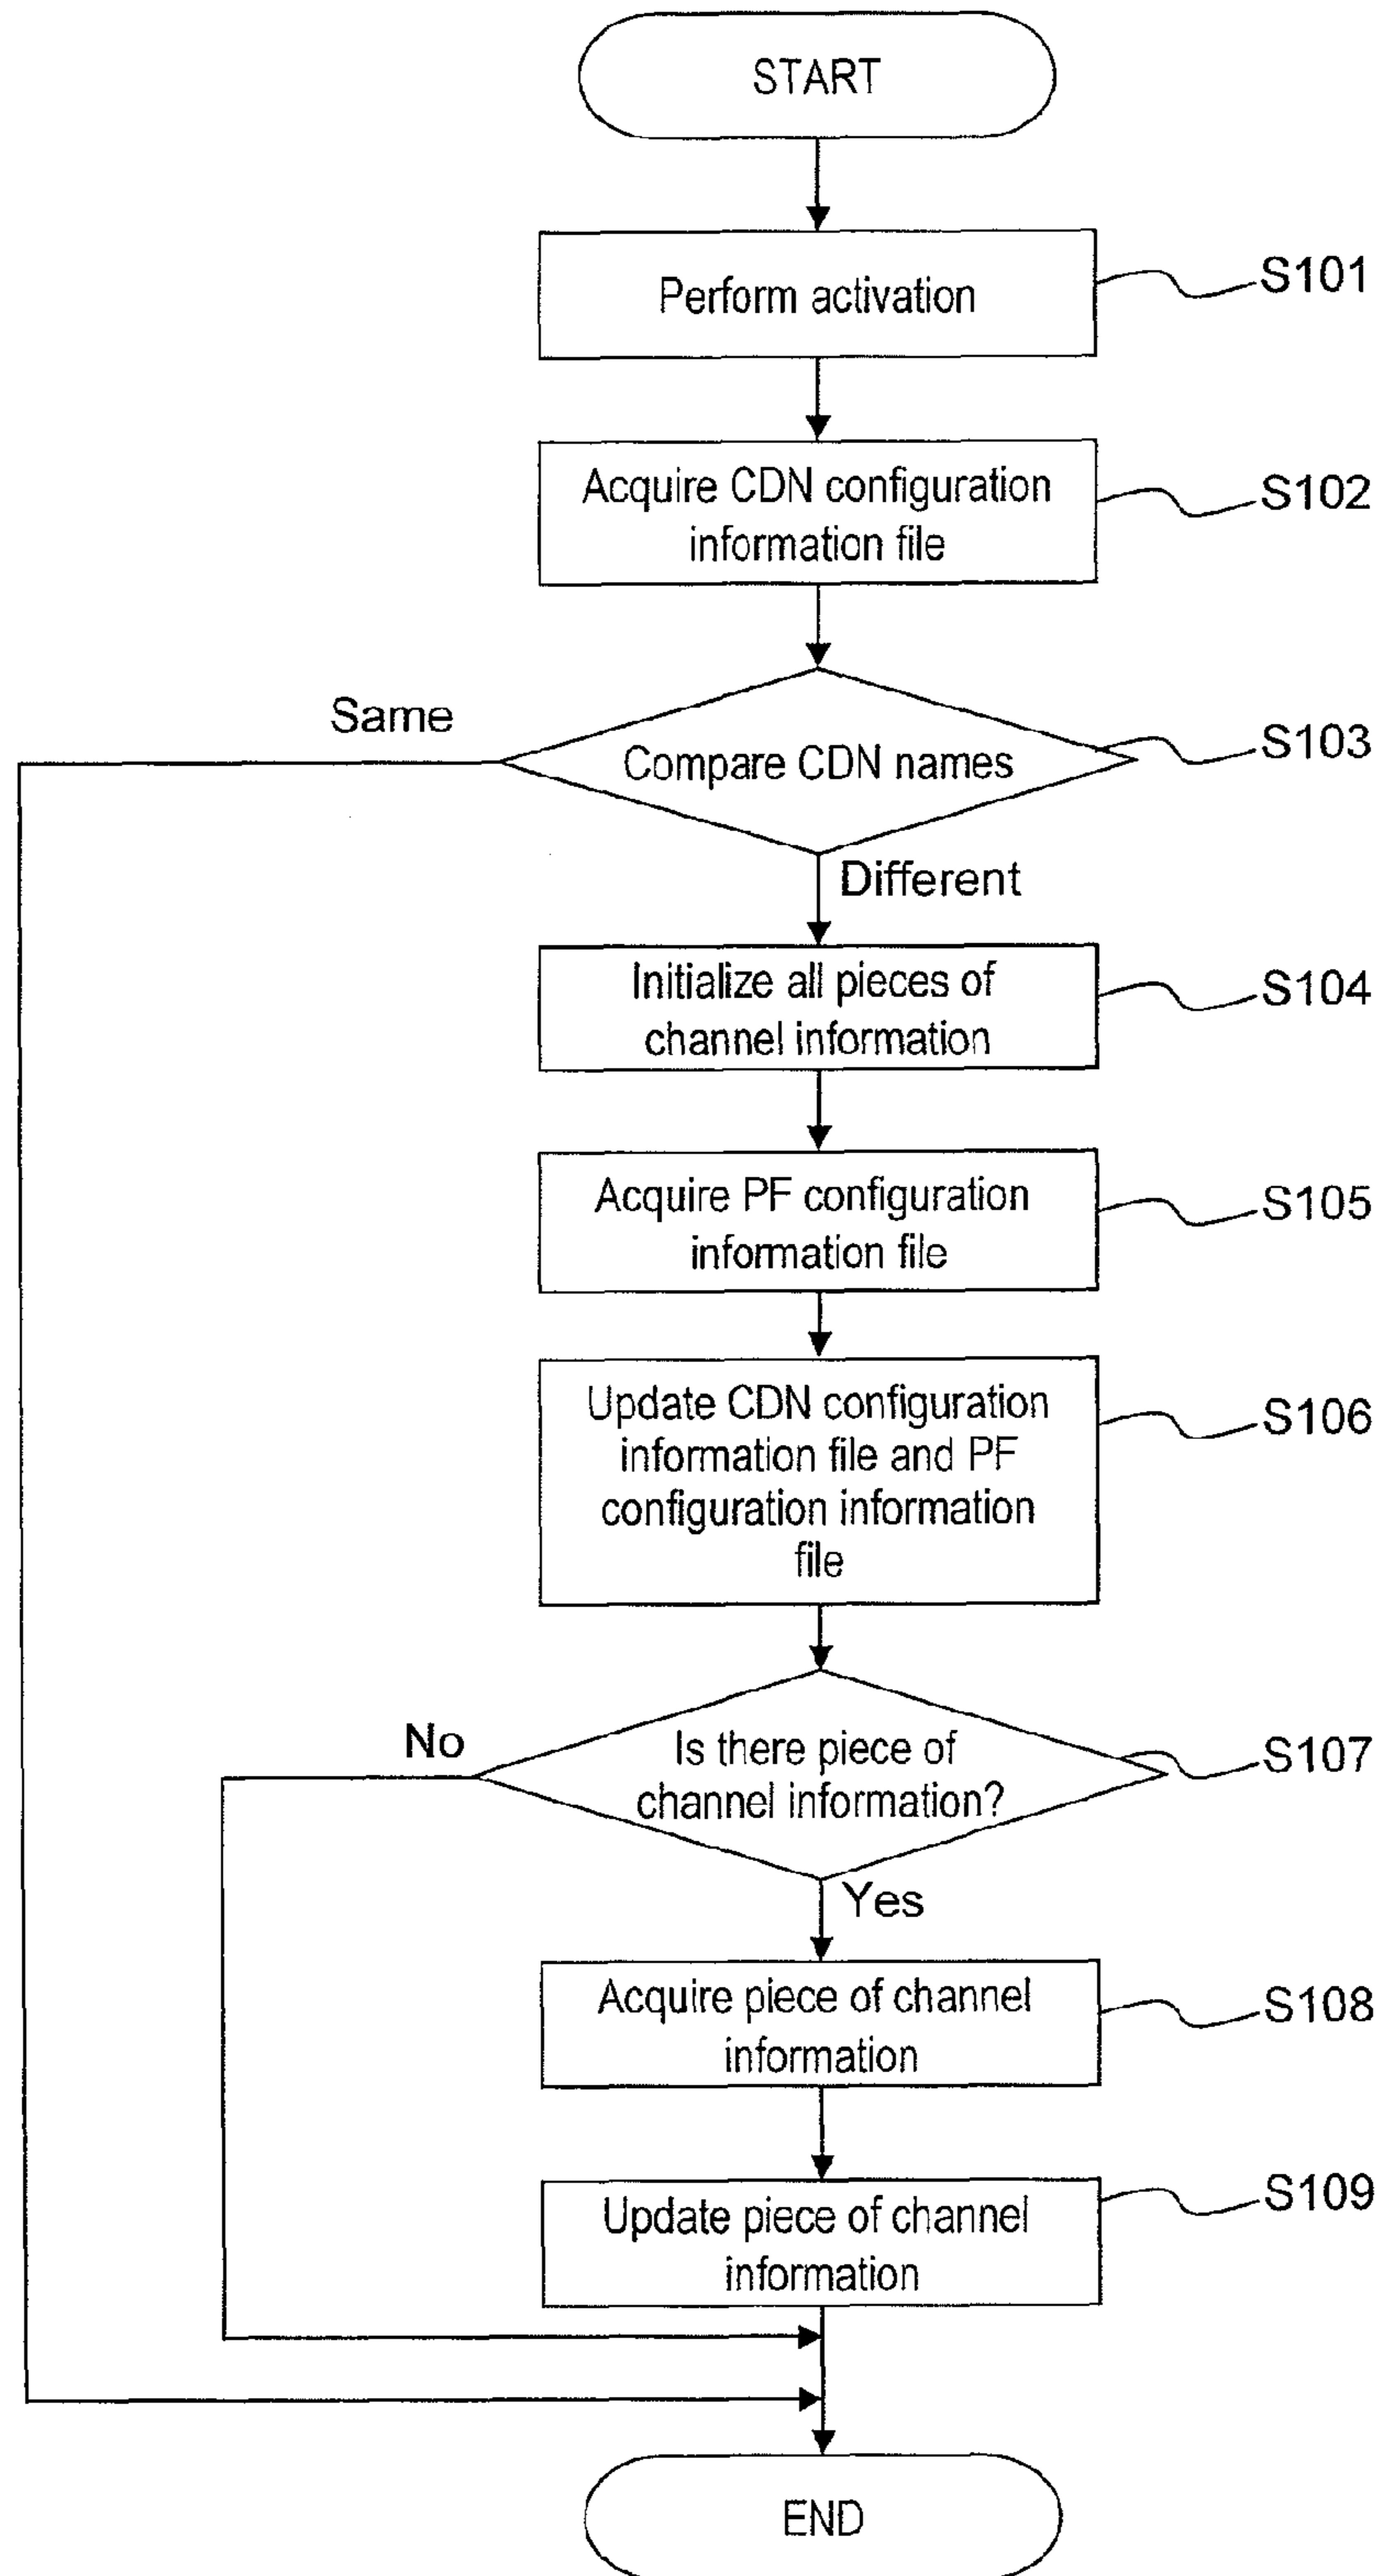 START
Perform activation
S101
Acquire CDN configuration
information file
S102
Same
Compare CDN names
S103
Different
Initialize all pieces of
channel information
S104
Acquire PF configuration
information file
S105
Update CDN configuration
information file and PF
configuration information
file
S106
No
Is there piece of
channel information?
S107
Yes
Acquire piece of channel
information
S108
Update piece of channel
information
S109
END